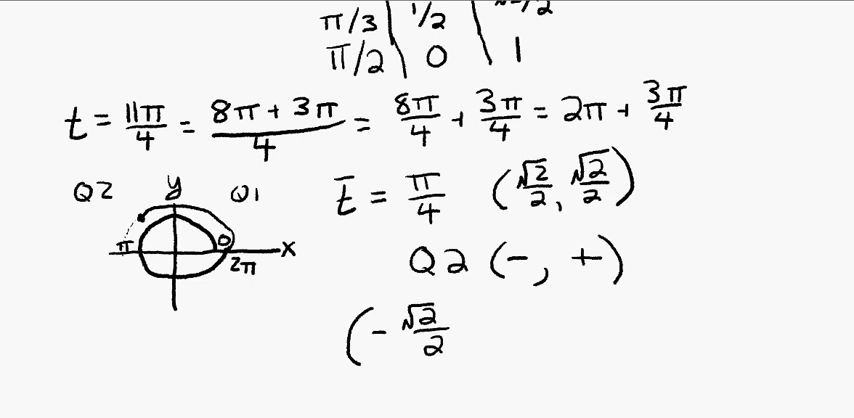 π/3 | 1/2
π/2 | 0 | 1
t = 11π/4 = (8π + 3π)/4 = 8π/4 + 3π/4 = 2π + 3π/4
Q2 y Q1
t̅ = π/4 (√2/2, √2/2)
π 0 x
2π
Q2 (-, +)
(-√2/2